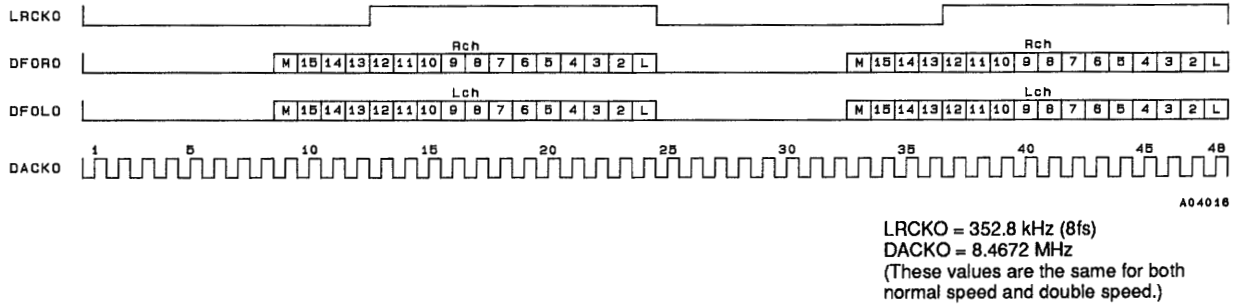 LRCKO
Rch Rch
DFORO M 15 14 13 12 11 10 9 8 7 6 5 4 3 2 L M 15 14 13 12 11 10 9 8 7 6 5 4 3 2 L
Lch Lch
DFOLO M 15 14 13 12 11 10 9 8 7 6 5 4 3 2 L M 15 14 13 12 11 10 9 8 7 6 5 4 3 2 L
1 5 10 15 20 25 30 35 40 45 48
DACKO
A04016
LRCKO = 352.8 kHz (8fs)
DACKO = 8.4672 MHz
(These values are the same for both
normal speed and double speed.)